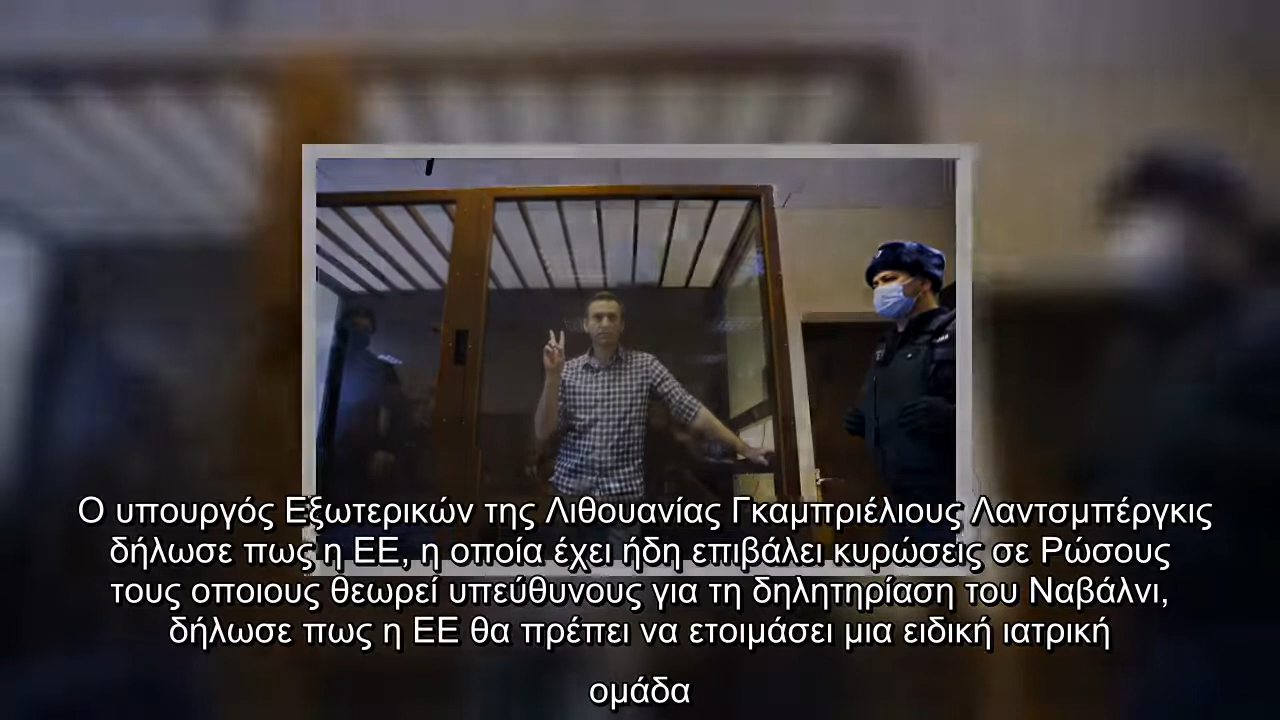 Ο υπουργός Εξωτερικών της Λιθουανίας Γκαμπριέλιους Λαντσμπέργκις
δήλωσε πως η ΕΕ, η οποία έχει ήδη επιβάλει κυρώσεις σε Ρώσους
τους οποιους θεωρεί υπεύθυνους για τη δηλητηρίαση του Ναβάλνι,
δήλωσε πως η ΕΕ θα πρέπει να ετοιμάσει μια ειδική ιατρική
ομάδα